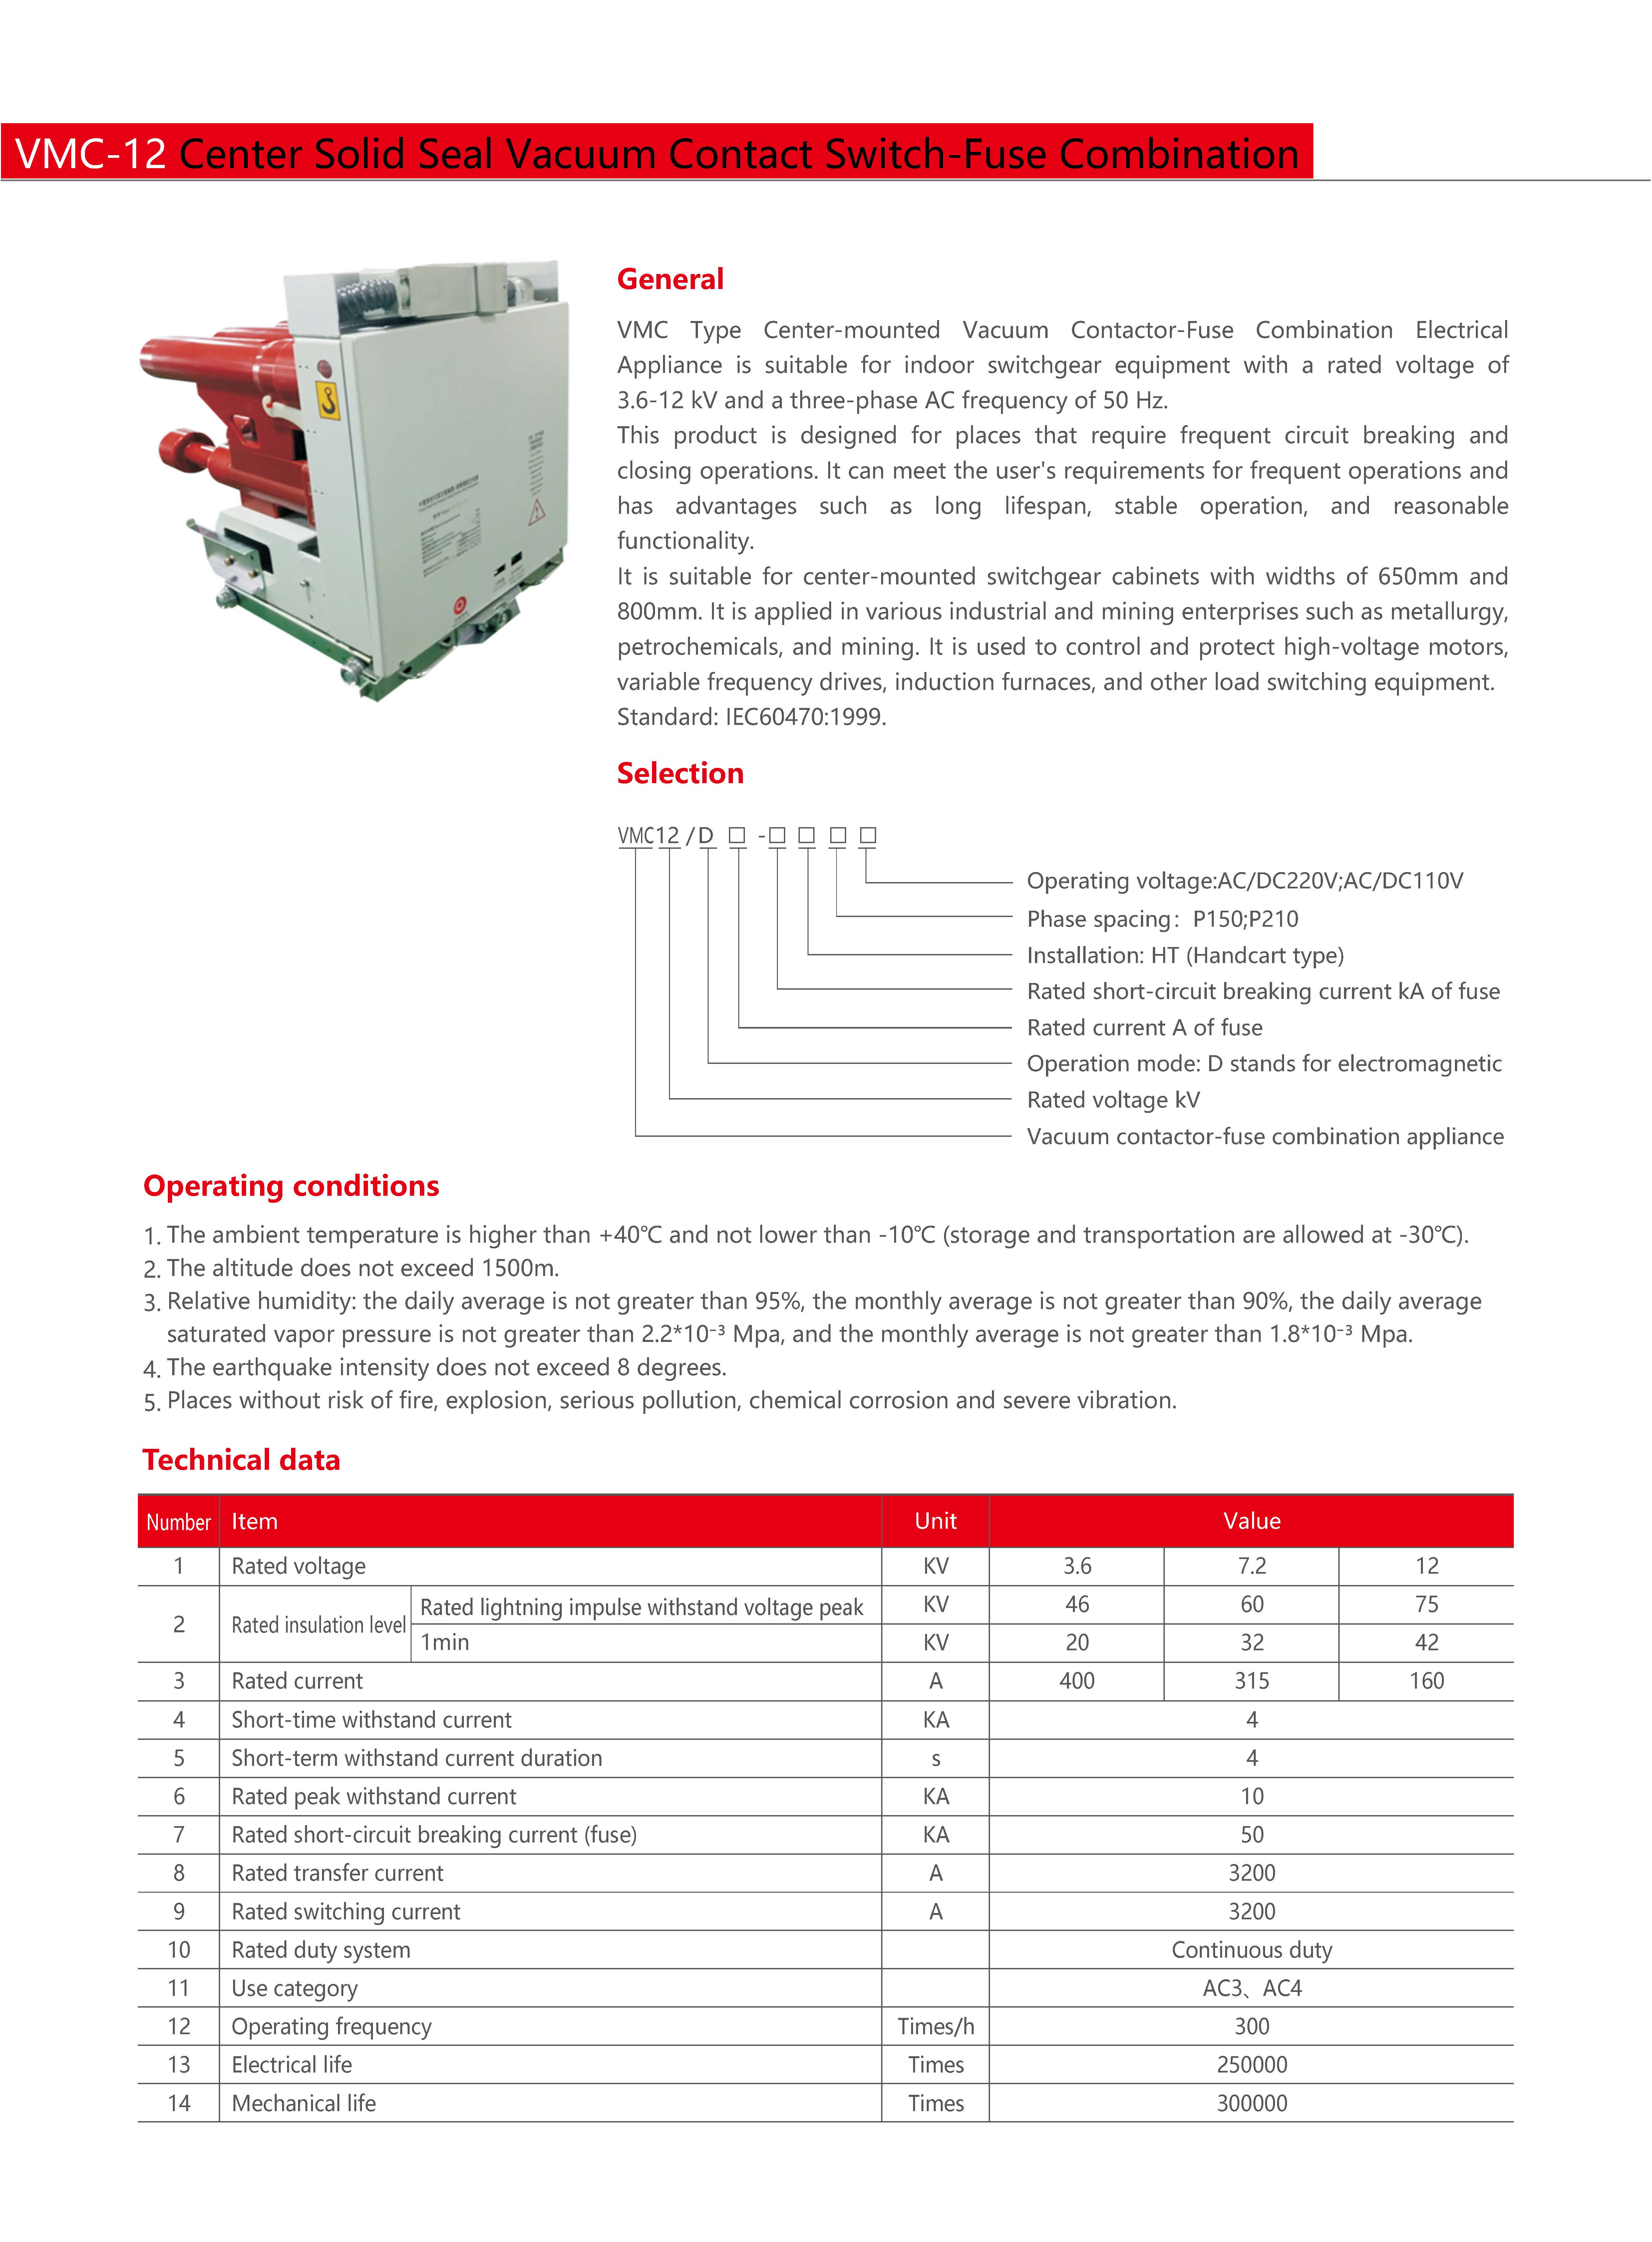 VMC-12 Center Solid Seal Vacuum Contact Switch-Fuse Combination
General
VMC Type Center-mounted Vacuum Contactor-Fuse Combination Electrical
Appliance is suitable for indoor switchgear equipment with a rated voltage of
3.6-12 kV and a three-phase AC frequency of 50 Hz.
This product is designed for places that require frequent circuit breaking and
closing operations. It can meet the user's requirements for frequent operations and
has advantages such as long lifespan, stable operation, and reasonable
functionality.
It is suitable for center-mounted switchgear cabinets with widths of 650mm and
800mm. It is applied in various industrial and mining enterprises such as metallurgy,
petrochemicals, and mining. It is used to control and protect high-voltage motors,
variable frequency drives, induction furnaces, and other load switching equipment.
Standard: IEC60470:1999.
Selection
VMC12/D □ -□ □ □ □
Operating voltage:AC/DC220V;AC/DC110V
Phase spacing： P150;P210
Installation: HT (Handcart type)
Rated short-circuit breaking current kA of fuse
Rated current A of fuse
Operation mode: D stands for electromagnetic
Rated voltage kV
Vacuum contactor-fuse combination appliance
Operating conditions
1. The ambient temperature is higher than +40℃ and not lower than -10℃ (storage and transportation are allowed at -30℃).
2. The altitude does not exceed 1500m.
3. Relative humidity: the daily average is not greater than 95%, the monthly average is not greater than 90%, the daily average
saturated vapor pressure is not greater than 2.2*10⁻³ Mpa, and the monthly average is not greater than 1.8*10⁻³ Mpa.
4. The earthquake intensity does not exceed 8 degrees.
5. Places without risk of fire, explosion, serious pollution, chemical corrosion and severe vibration.
Technical data
Number Item Unit Value
1 Rated voltage KV 3.6 7.2 12
2 Rated insulation level Rated lightning impulse withstand voltage peak KV 46 60 75
1min KV 20 32 42
3 Rated current A 400 315 160
4 Short-time withstand current KA 4
5 Short-term withstand current duration s 4
6 Rated peak withstand current KA 10
7 Rated short-circuit breaking current (fuse) KA 50
8 Rated transfer current A 3200
9 Rated switching current A 3200
10 Rated duty system Continuous duty
11 Use category AC3、AC4
12 Operating frequency Times/h 300
13 Electrical life Times 250000
14 Mechanical life Times 300000